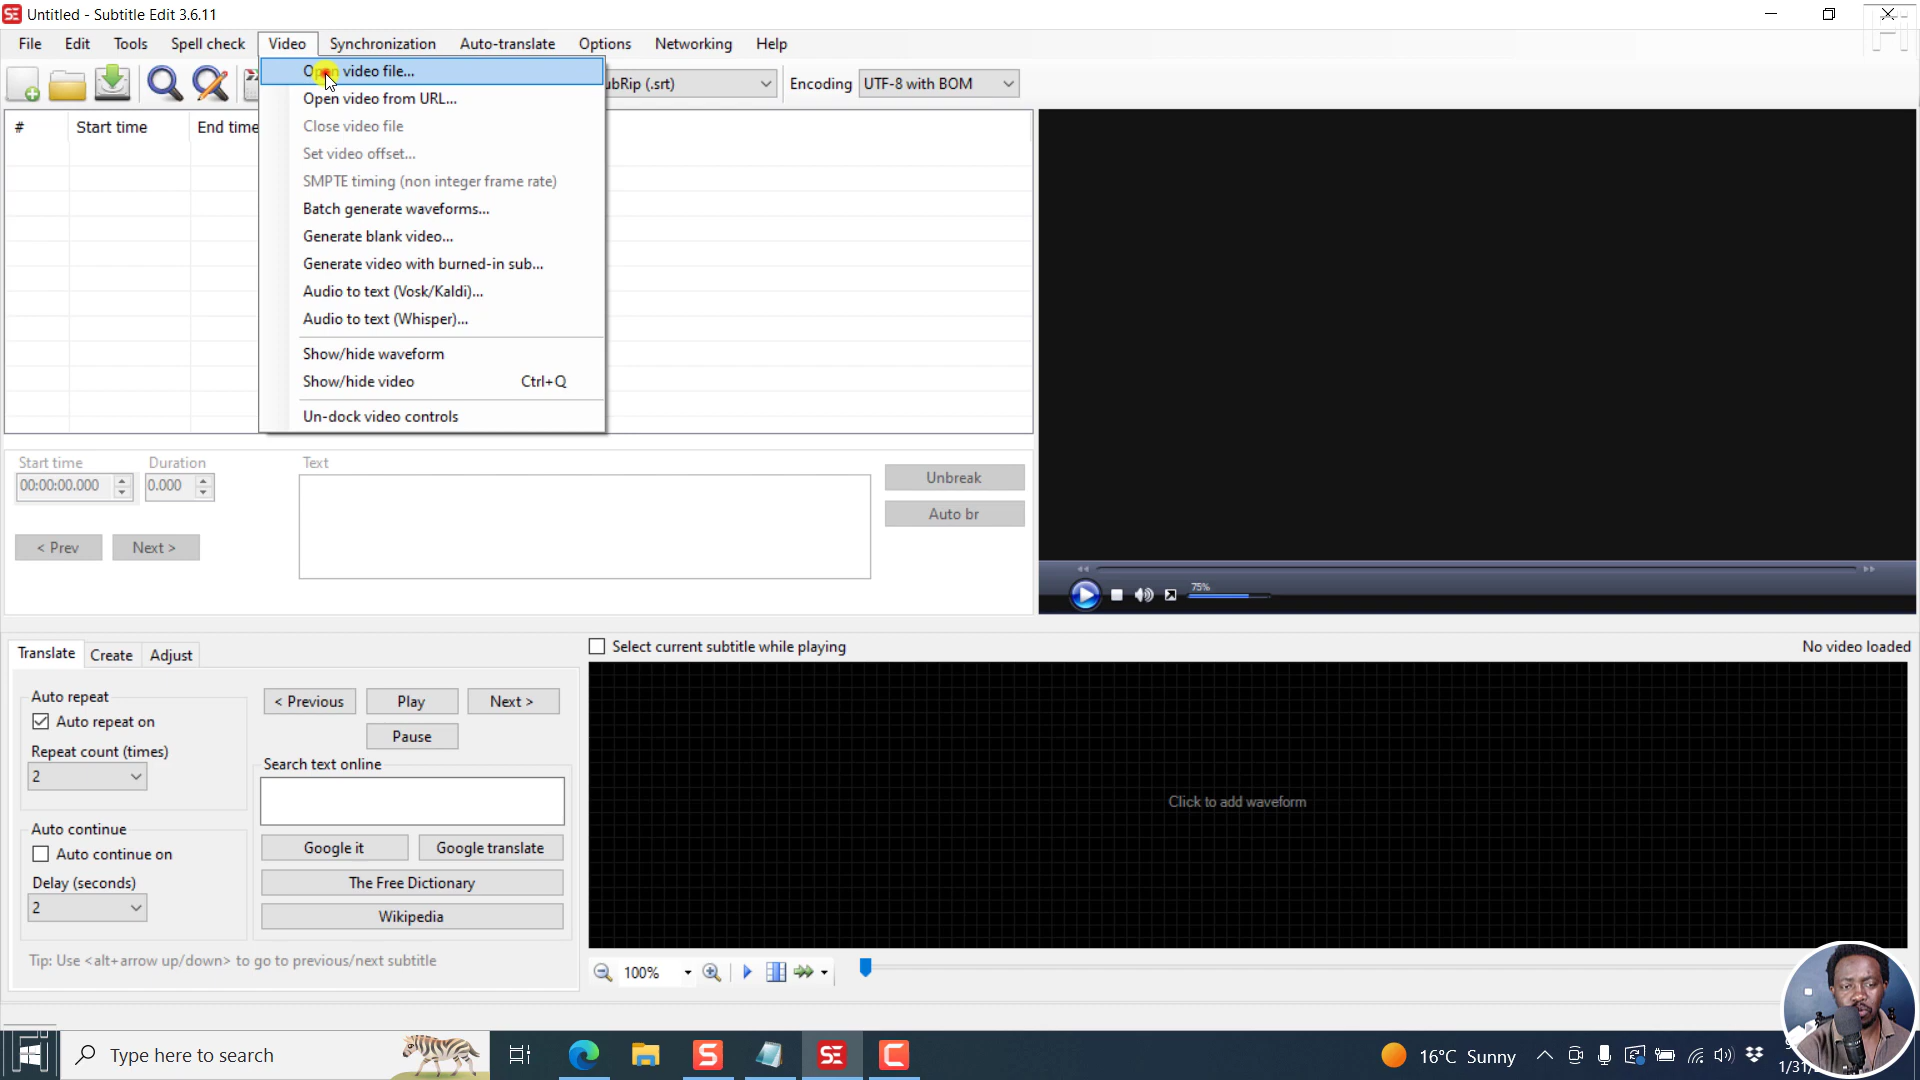 SE Untitled - Subtitle Edit 3.6.11
File Edit Tools Spell check Video Synchronization Auto-translate Options Networking Help
Open video file...
ubRip (.srt) Encoding UTF-8 with BOM
Open video from URL...
# Start time End time
Close video file
Set video offset...
SMPTE timing (non integer frame rate)
Batch generate waveforms...
Generate blank video...
Generate video with burned-in sub...
Audio to text (Vosk/Kaldi)...
Audio to text (Whisper)...
Show/hide waveform
Show/hide video Ctrl+Q
Un-dock video controls
Start time Duration Text
00:00:00.000 0.000
Unbreak
Auto br
< Prev Next >
75%
Translate Create Adjust
Select current subtitle while playing No video loaded
Auto repeat
Auto repeat on
Repeat count (times)
2
Auto continue
Auto continue on
Delay (seconds)
2
< Previous Play Next >
Pause
Search text online
Google it Google translate
The Free Dictionary
Wikipedia
Click to add waveform
Tip: Use <alt+arrow up/down> to go to previous/next subtitle
100%
Type here to search
S SE C
16°C Sunny
1/31/